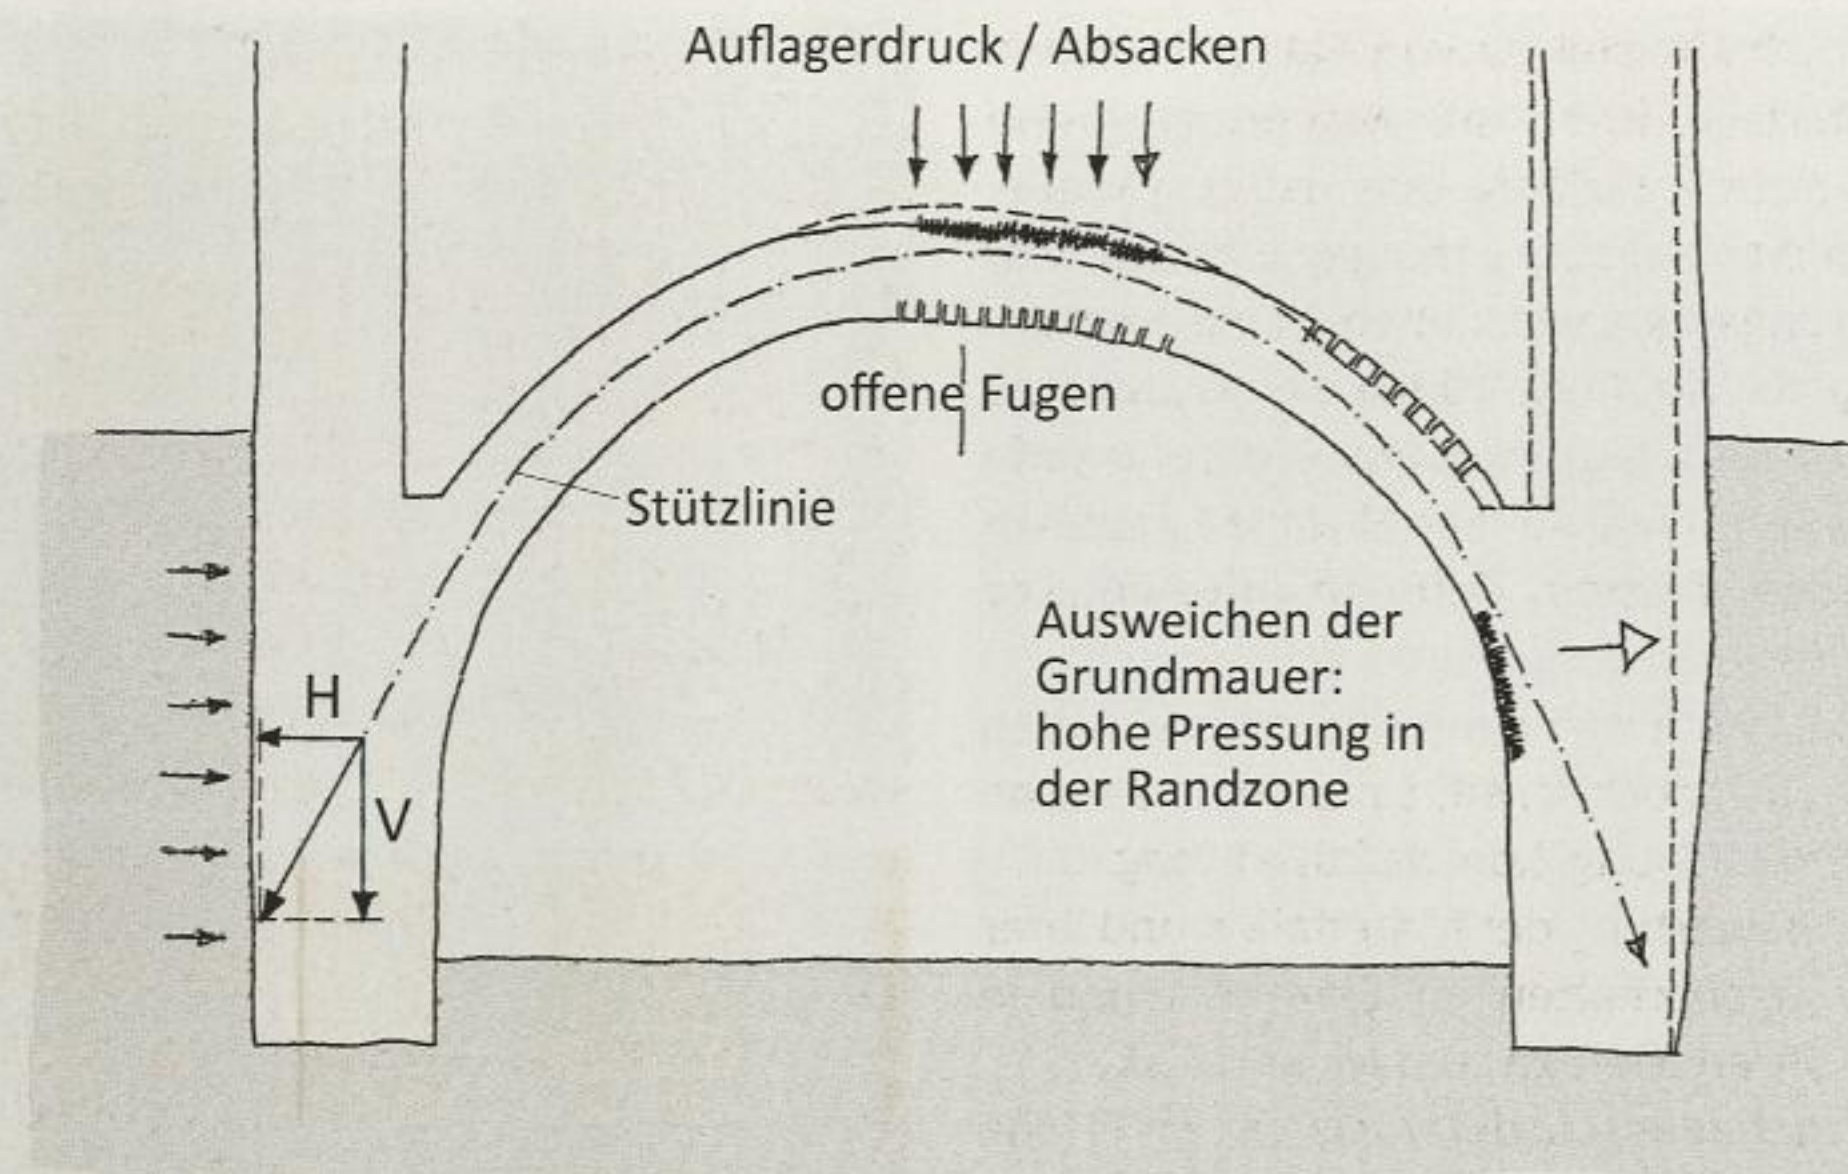 Auflagerdruck / Absacken
offene Fugen
Stützlinie
Ausweichen der
Grundmauer:
hohe Pressung in
der Randzone
H
V